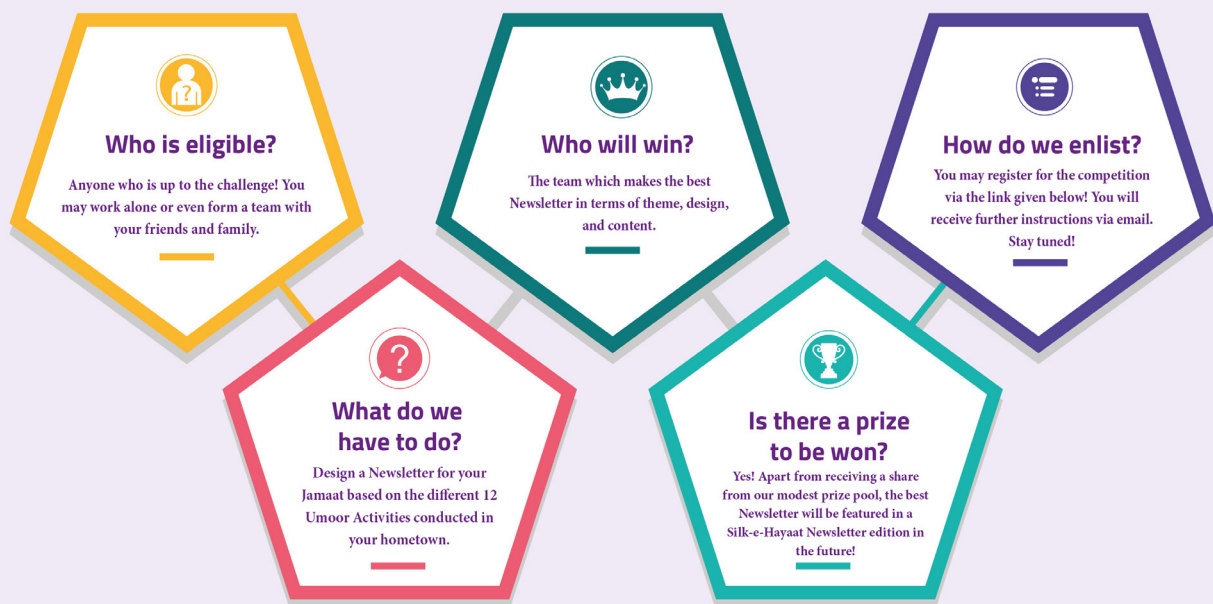 Who is eligible?
Anyone who is up to the challenge! You
may work alone or even form a team with
your friends and family.
What do we
have to do?
Design a Newsletter for your
Jamaat based on the different 12
Umoor Activities conducted in
your hometown.
Who will win?
The team which makes the best
Newsletter in terms of theme, design,
and content.
Is there a prize
to be won?
Yes! Apart from receiving a share
from our modest prize pool, the best
Newsletter will be featured in a
Silk-e-Hayaat Newsletter edition in
the future!
How do we enlist?
You may register for the competition
via the link given below! You will
receive further instructions via email.
Stay tuned!